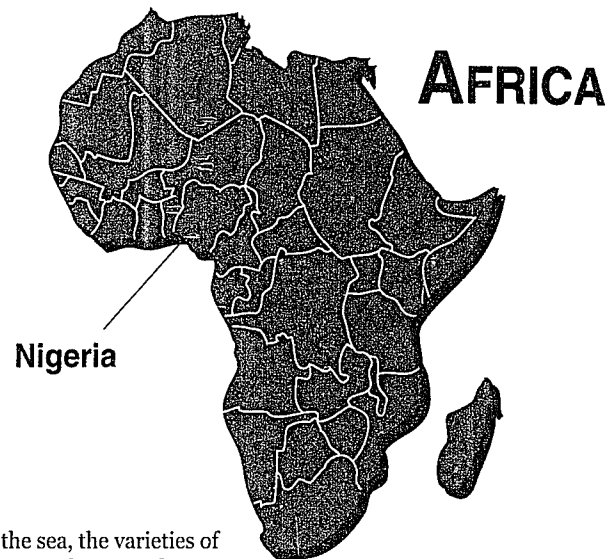 AFRICA
Nigeria
the sea, the varieties of